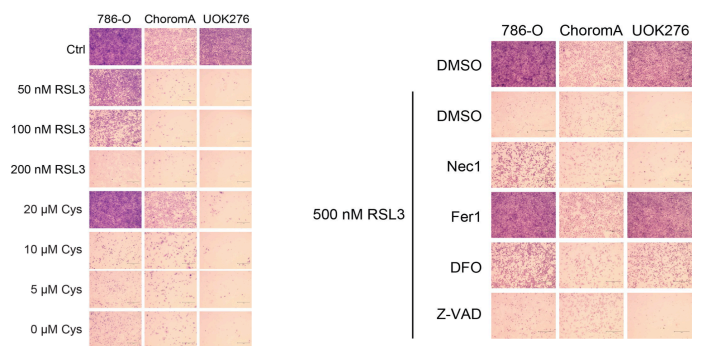 786-O ChoromA UOK276
Ctrl
50 nM RSL3
100 nM RSL3
200 nM RSL3
20 µM Cys
10 µM Cys
5 µM Cys
0 µM Cys
786-O ChoromA UOK276
DMSO
500 nM RSL3
DMSO
Nec1
Fer1
DFO
Z-VAD